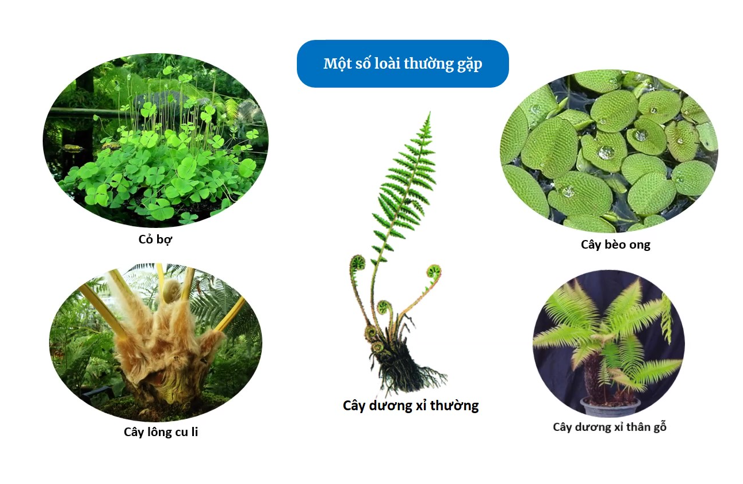 Một số loài thường gặp
Cỏ bợ
Cây bèo ong
Cây lông cu li
Cây dương xỉ thường
Cây dương xỉ thân gỗ